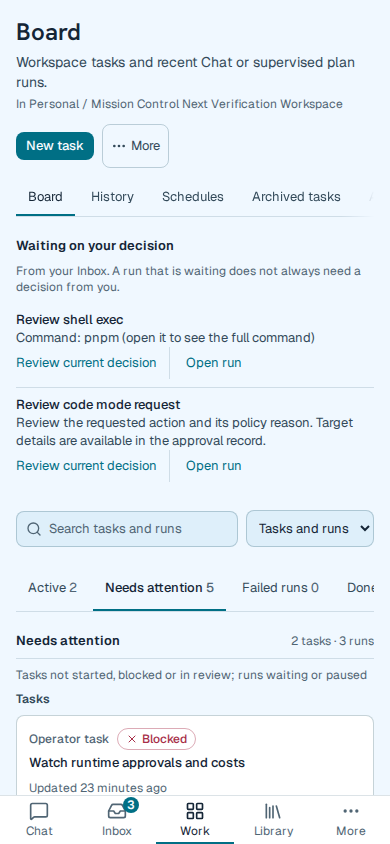 Board
Workspace tasks and recent Chat or supervised plan
runs.
In Personal / Mission Control Next Verification Workspace
New task
More
Board History Schedules Archived tasks
Waiting on your decision
From your Inbox. A run that is waiting does not always need a
decision from you.
Review shell exec
Command: pnpm (open it to see the full command)
Review current decision Open run
Review code mode request
Review the requested action and its policy reason. Target
details are available in the approval record.
Review current decision Open run
Search tasks and runs Tasks and runs
Active 2 Needs attention 5 Failed runs 0 Done
Needs attention 2 tasks · 3 runs
Tasks not started, blocked or in review; runs waiting or paused
Tasks
Operator task Blocked
Watch runtime approvals and costs
Updated 23 minutes ago
3
Chat Inbox Work Library More